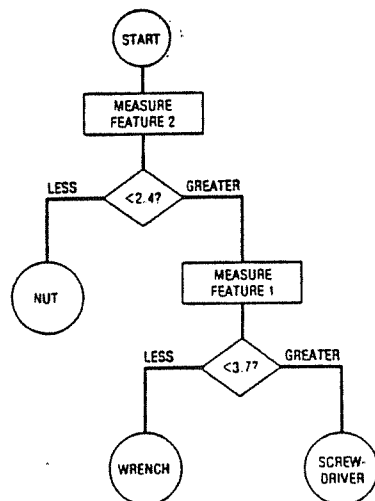 START
MEASURE
FEATURE 2
LESS
<2.4?
GREATER
NUT
MEASURE
FEATURE 1
LESS
<3.7?
GREATER
WRENCH
SCREW-
DRIVER